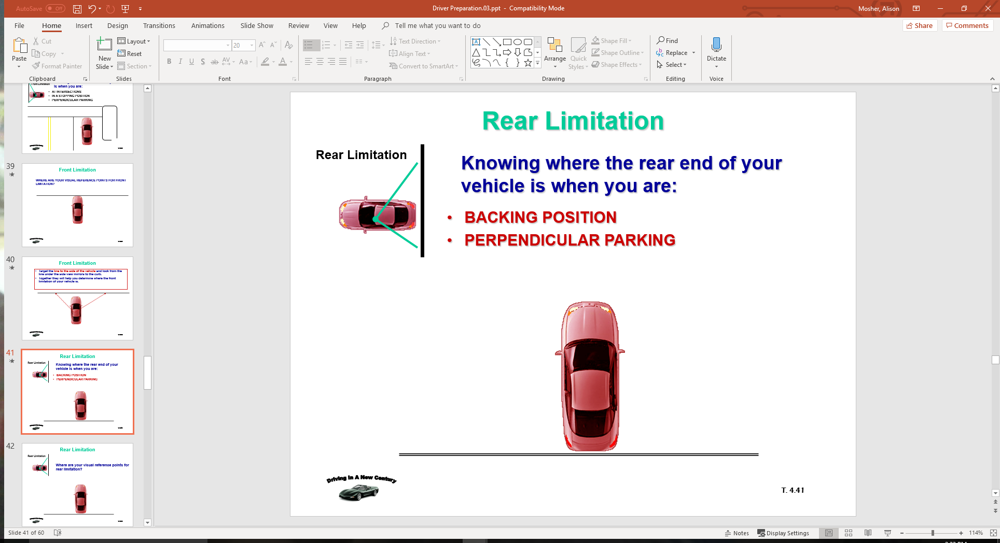 AutoSave Off
Driver Preparation.03.ppt - Compatibility Mode
Mosher, Alison
File Home Insert Design Transitions Animations Slide Show Review View Help Tell me what you want to do
Share Comments
Paste
Cut
Copy
Format Painter
Clipboard
New Slide
Layout
Reset
Section
Slides
20
B I U S ab AV Aa A
Font
Text Direction
Align Text
Convert to SmartArt
Paragraph
Arrange
Quick Styles
Shape Fill
Shape Outline
Shape Effects
Drawing
Find
Replace
Select
Editing
Dictate
Voice
is when you are:
• AT INTERSECTIONS
• IN A STOPPING POSITION
• PERPENDICULAR PARKING
39
Front Limitation
WHERE ARE YOUR VISUAL REFERENCE POINTS FOR FRONT
LIMITATION?
40
Front Limitation
• Target the line to the side of the vehicle and look from the
line under the side view mirrors to the curb.
• Together they will help you determine where the front
limitation of your vehicle is.
41
Rear Limitation
Rear Limitation
Knowing where the rear end of your
vehicle is when you are:
• BACKING POSITION
• PERPENDICULAR PARKING
42
Rear Limitation
Rear Limitation
Where are your visual reference points for
rear limitation?
Rear Limitation
Rear Limitation
Knowing where the rear end of your
vehicle is when you are:
• BACKING POSITION
• PERPENDICULAR PARKING
Driving In A New Century
T. 4.41
Slide 41 of 60
Notes Display Settings 114%